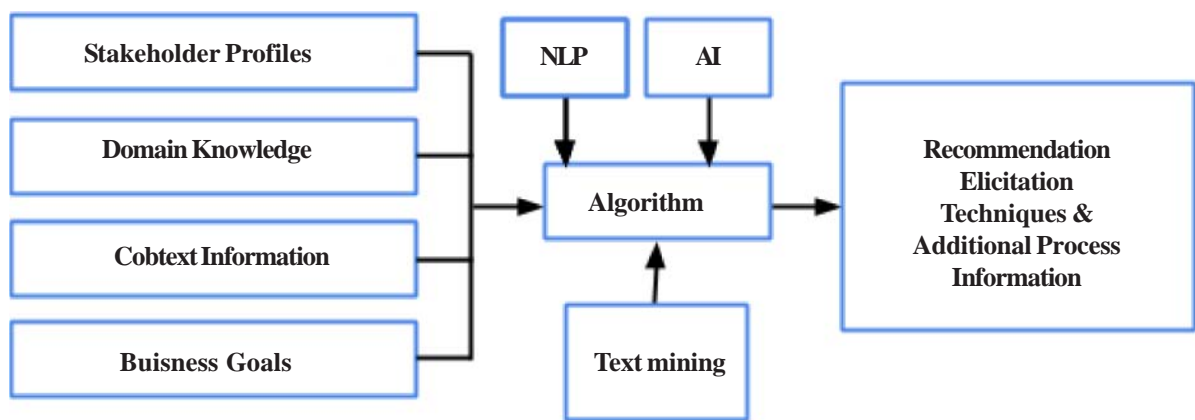 Stakeholder Profiles
Domain Knowledge
Cobtext Information
Buisness Goals
NLP
AI
Algorithm
Text mining
Recommendation
Elicitation
Techniques &
Additional Process
Information